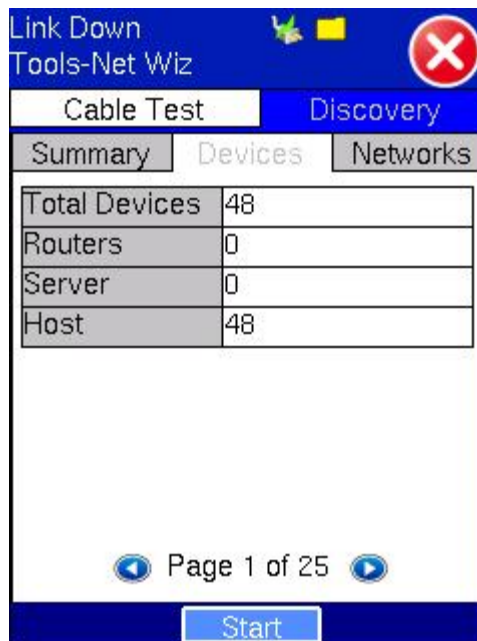 Link Down
Tools-Net Wiz
Cable Test Discovery
Summary Devices Networks
Total Devices 48
Routers 0
Server 0
Host 48
Page 1 of 25
Start